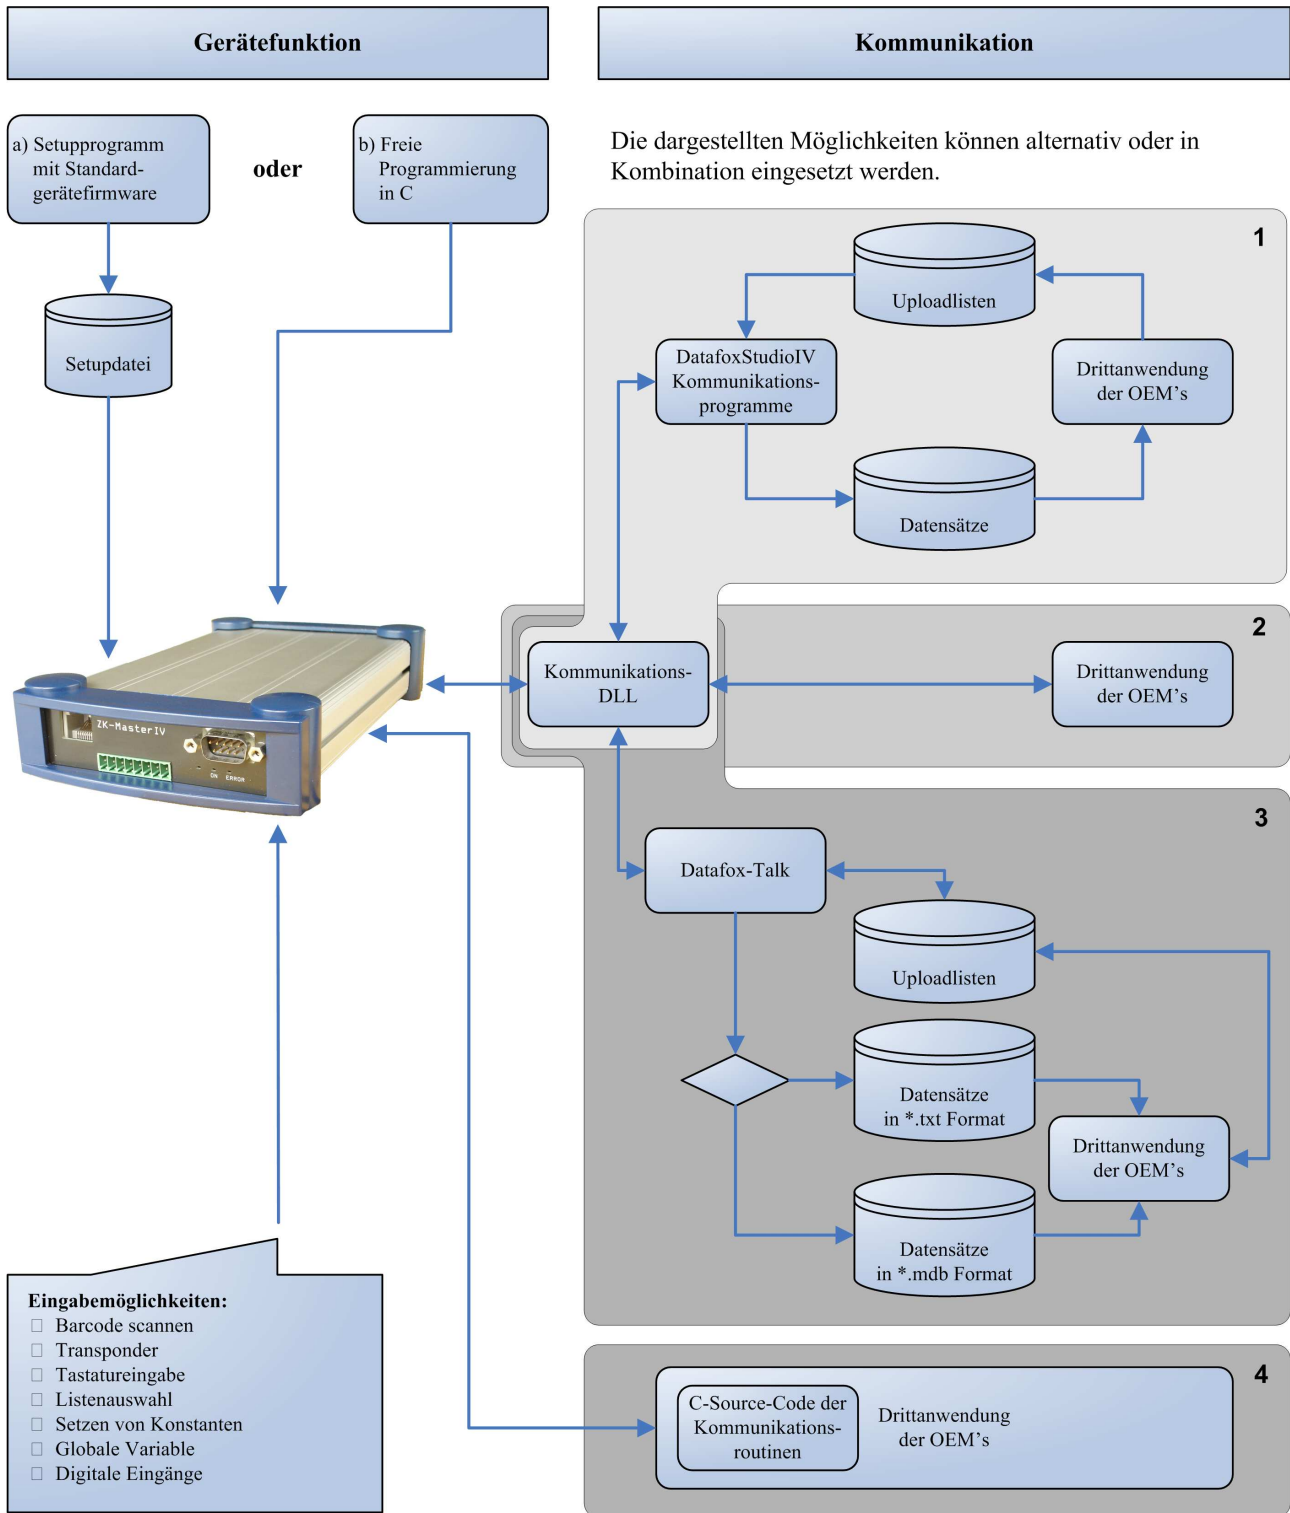 Gerätefunktion
Kommunikation
a) Setupprogramm
mit Standard-
gerätefirmware
oder
b) Freie
Programmierung
in C
Setupdatei
Die dargestellten Möglichkeiten können alternativ oder in
Kombination eingesetzt werden.
1
Uploadlisten
DatafoxStudioIV
Kommunikations-
programme
Drittanwendung
der OEM's
Datensätze
2
Kommunikations-
DLL
Drittanwendung
der OEM's
ZK-MasterIV
ON ERROR
3
Datafox-Talk
Uploadlisten
Datensätze
in *.txt Format
Drittanwendung
der OEM's
Datensätze
in *.mdb Format
Eingabemöglichkeiten:
□ Barcode scannen
□ Transponder
□ Tastatureingabe
□ Listenauswahl
□ Setzen von Konstanten
□ Globale Variable
□ Digitale Eingänge
4
C-Source-Code der
Kommunikations-
routinen
Drittanwendung
der OEM's